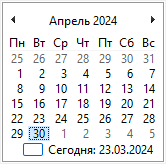 Апрель 2024
Пн Вт Ср Чт Пт Сб Вс
25 26 27 28 29 30 31
1 2 3 4 5 6 7
8 9 10 11 12 13 14
15 16 17 18 19 20 21
22 23 24 25 26 27 28
29 30 1 2 3 4 5
Сегодня: 23.03.2024